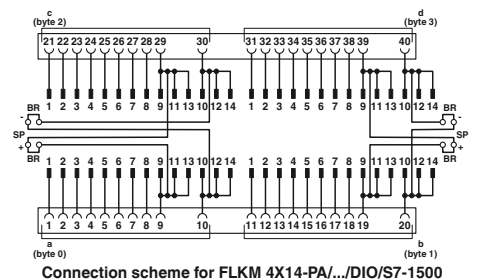 c d
(byte 2) (byte 3)
21 22 23 24 25 26 27 28 29 30 31 32 33 34 35 36 37 38 39 40
1 2 3 4 5 6 7 8 9 11 13 10 12 14 1 2 3 4 5 6 7 8 9 11 13 10 12 14
BR BR
- -
SP SP
+ +
BR BR
1 2 3 4 5 6 7 8 9 11 13 10 12 14 1 2 3 4 5 6 7 8 9 11 13 10 12 14
1 2 3 4 5 6 7 8 9 10 11 12 13 14 15 16 17 18 19 20
a b
(byte 0) (byte 1)
Connection scheme for FLKM 4X14-PA/.../DIO/S7-1500